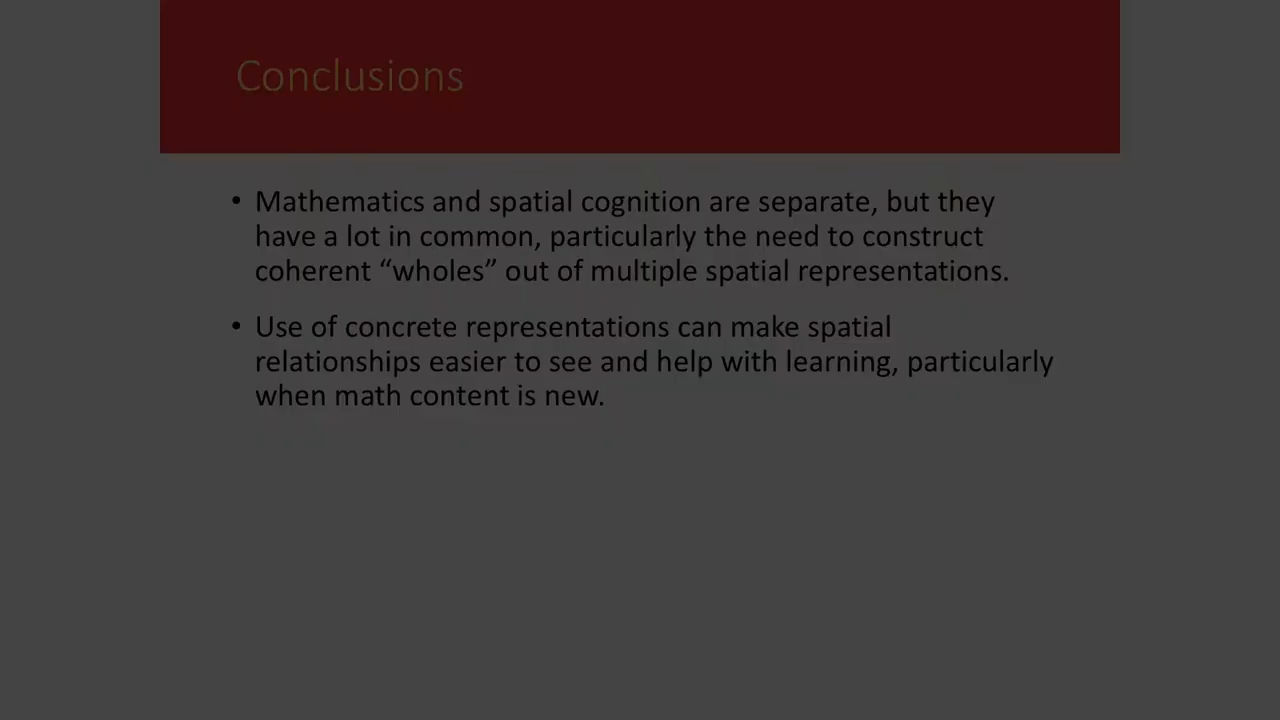 Conclusions
• Mathematics and spatial cognition are separate, but they
have a lot in common, particularly the need to construct
coherent “wholes” out of multiple spatial representations.
• Use of concrete representations can make spatial
relationships easier to see and help with learning, particularly
when math content is new.